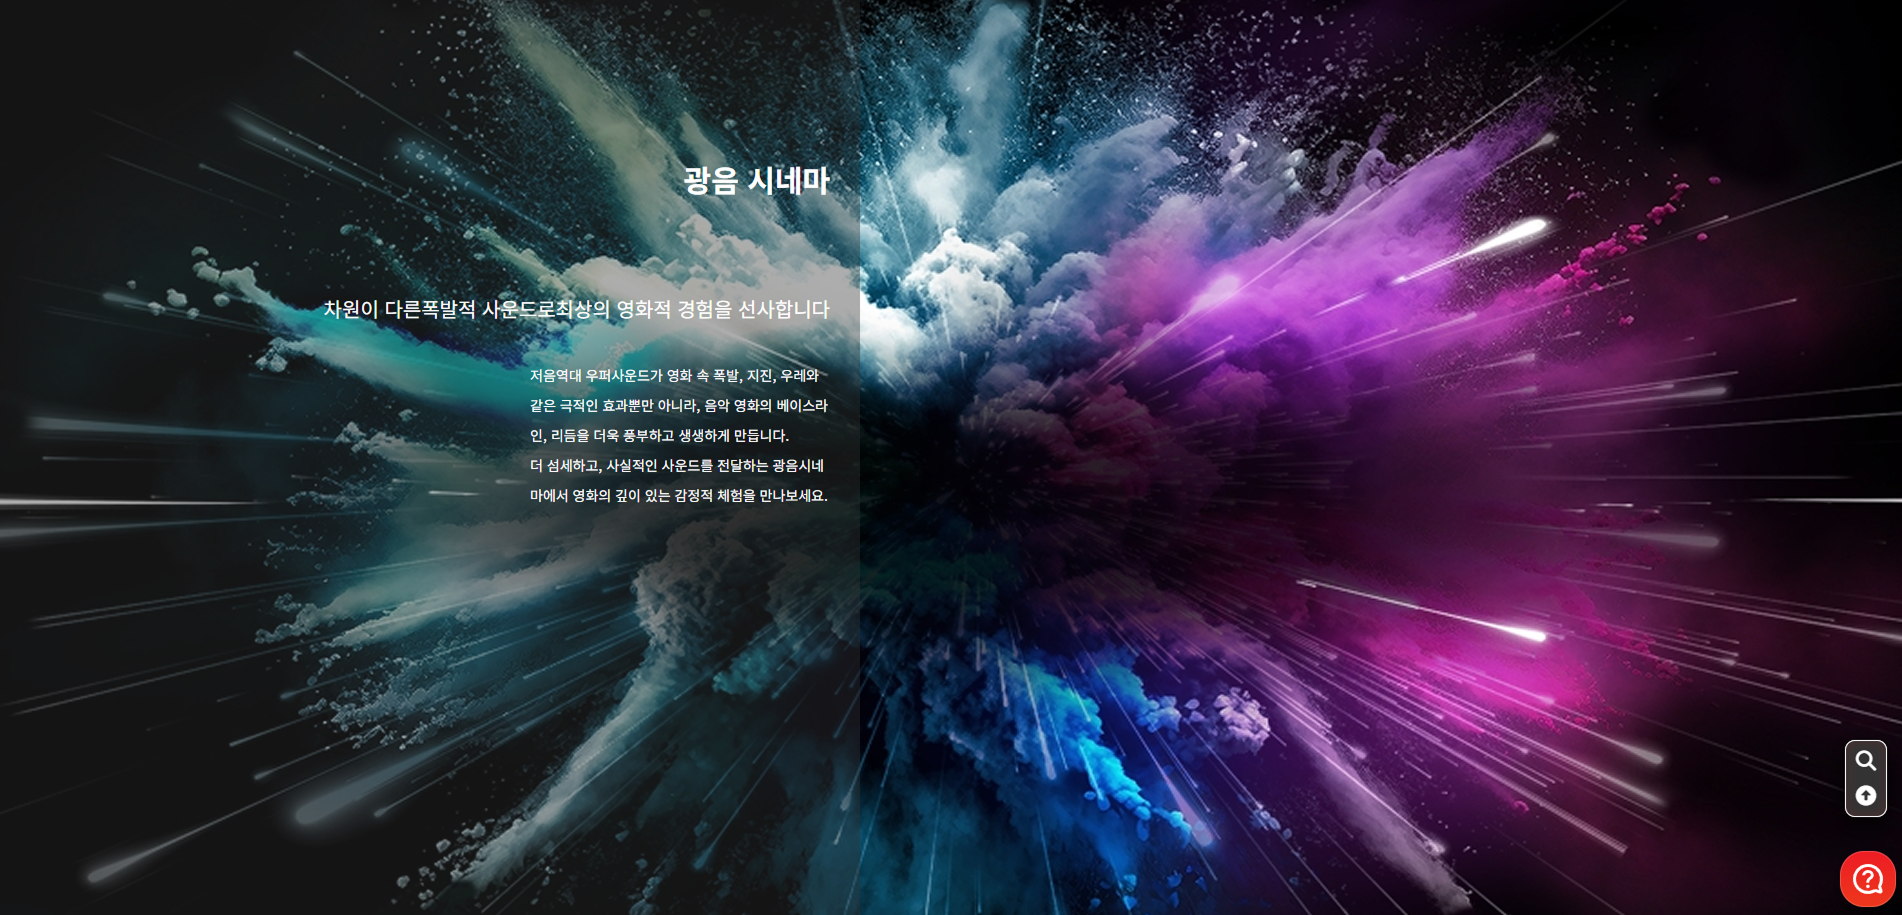 광음 시네마
차원이 다른폭발적 사운드로최상의 영화적 경험을 선사합니다
저음역대 우퍼사운드가 영화 속 폭발, 지진, 우레와
같은 극적인 효과뿐만 아니라, 음악 영화의 베이스라
인, 리듬을 더욱 풍부하고 생생하게 만듭니다.
더 섬세하고, 사실적인 사운드를 전달하는 광음시네
마에서 영화의 깊이 있는 감정적 체험을 만나보세요.